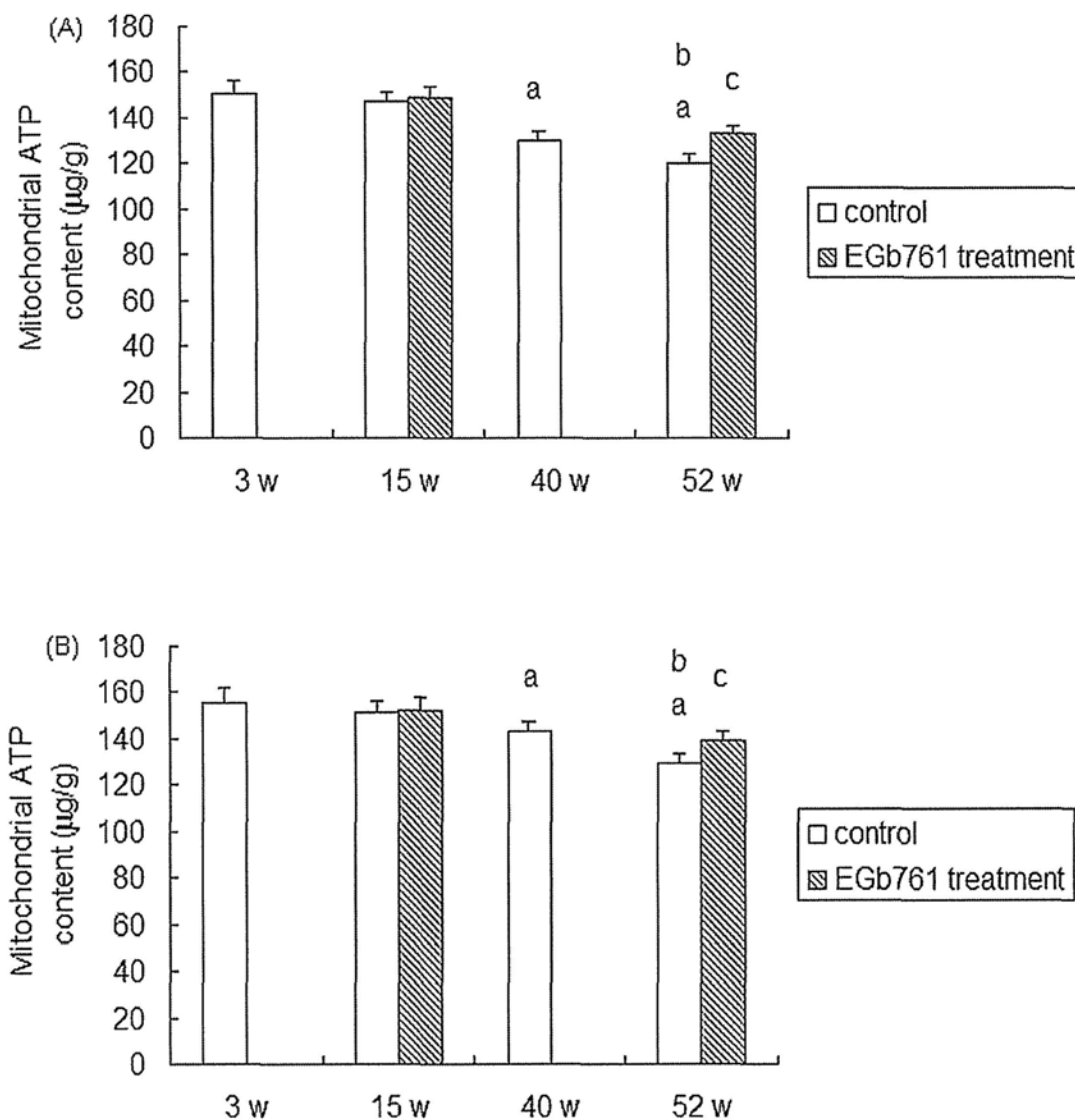 (A)
Mitochondrial ATP
content (µg/g)
180
160
140
120
100
80
60
40
20
0
a
b
a
c
3 w
15 w
40 w
52 w
control
EGb761 treatment
(B)
Mitochondrial ATP
content (µg/g)
180
160
140
120
100
80
60
40
20
0
a
b
a
c
3 w
15 w
40 w
52 w
control
EGb761 treatment